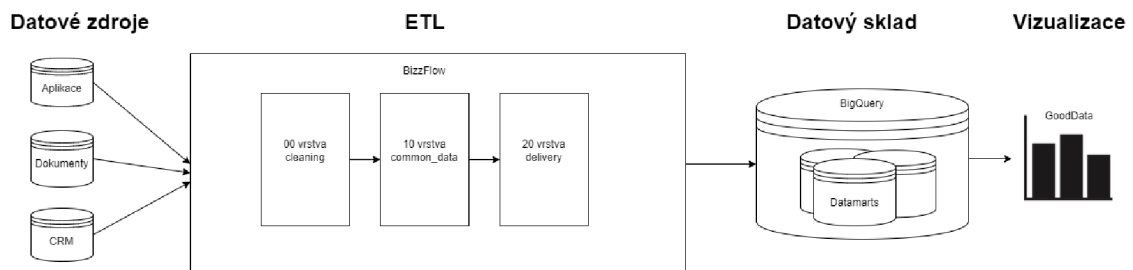 Datové zdroje
ETL
Datový sklad
Vizualizace
BizzFlow
Aplikace
Dokumenty
CRM
00 vrstva
cleaning
10 vrstva
common_data
20 vrstva
delivery
BigQuery
Datamarts
GoodData